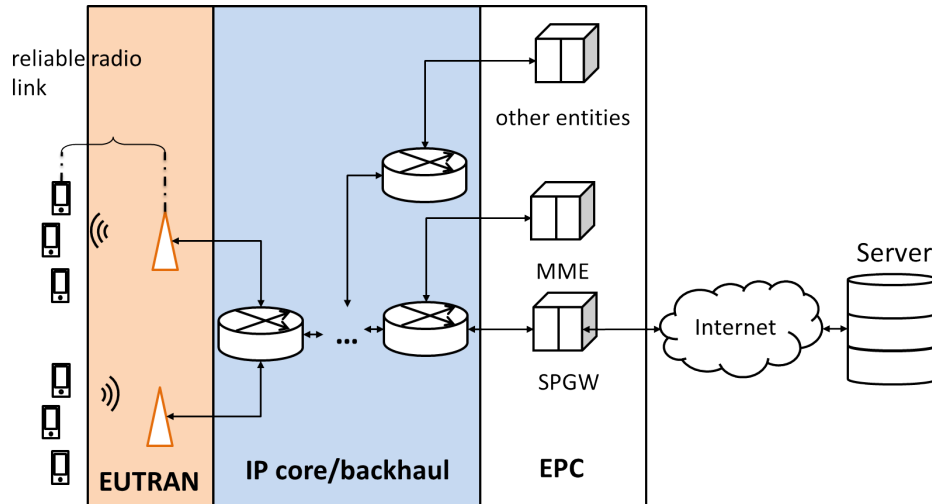 reliable radio
link
other entities
MME
Server
Internet
...
SPGW
EUTRAN
IP core/backhaul
EPC